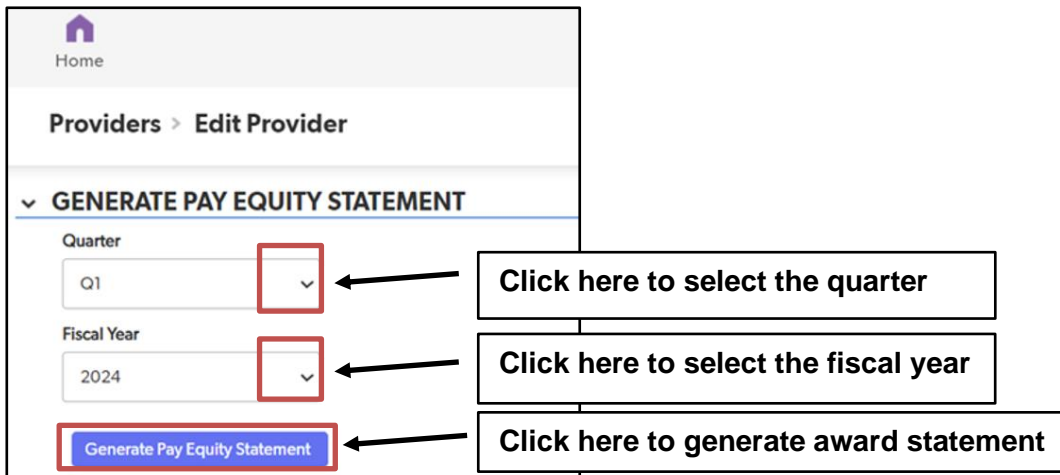 Home
Providers > Edit Provider
GENERATE PAY EQUITY STATEMENT
Quarter
Q1
Click here to select the quarter
Fiscal Year
2024
Click here to select the fiscal year
Generate Pay Equity Statement
Click here to generate award statement